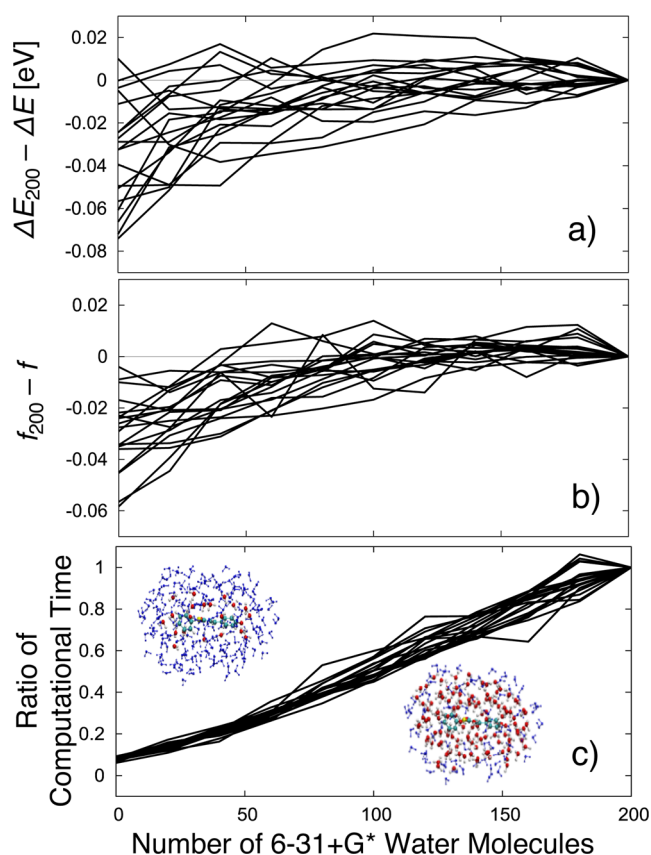 0.02
0
-0.02
-0.04
-0.06
-0.08
ΔE200 – ΔE [eV]
a)
0.02
0
-0.02
-0.04
-0.06
f200 – f
b)
1
0.8
0.6
0.4
0.2
0
Ratio of
Computational Time
c)
0 50 100 150 200
Number of 6-31+G* Water Molecules